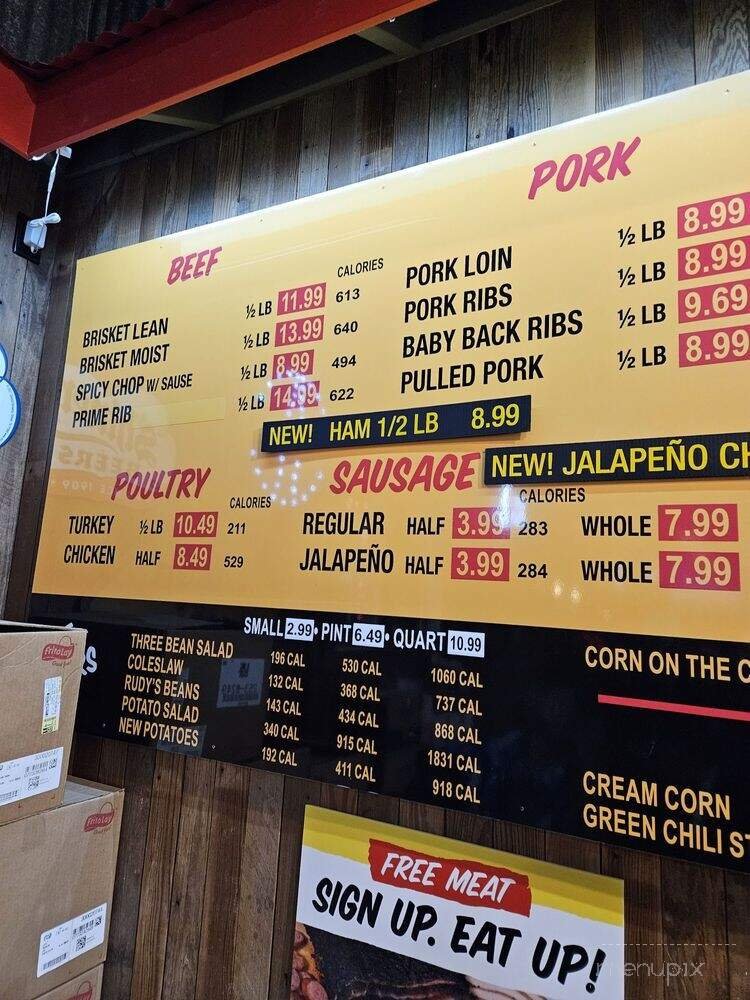 BEEF
CALORIES
BRISKET LEAN ½ LB 11.99 613
BRISKET MOIST ½ LB 13.99 640
SPICY CHOP W/ SAUSE ½ LB 8.99 494
PRIME RIB ½ LB 14.99 622
PORK
PORK LOIN ½ LB 8.99
PORK RIBS ½ LB 8.99
BABY BACK RIBS ½ LB 9.69
PULLED PORK ½ LB 8.99
NEW! HAM 1/2 LB 8.99
NEW! JALAPEÑO CH
POULTRY
CALORIES
TURKEY ½ LB 10.49 211
CHICKEN HALF 8.49 529
SAUSAGE
CALORIES
REGULAR HALF 3.99 283 WHOLE 7.99
JALAPEÑO HALF 3.99 284 WHOLE 7.99
SMALL 2.99 • PINT 6.49 • QUART 10.99
THREE BEAN SALAD 196 CAL 530 CAL 1060 CAL
COLESLAW 132 CAL 368 CAL 737 CAL
RUDY'S BEANS 143 CAL 434 CAL 868 CAL
POTATO SALAD 340 CAL 915 CAL 1831 CAL
NEW POTATOES 192 CAL 411 CAL 918 CAL
CORN ON THE C
CREAM CORN
GREEN CHILI ST
FREE MEAT
SIGN UP. EAT UP!
FritoLay
FritoLay
menupix